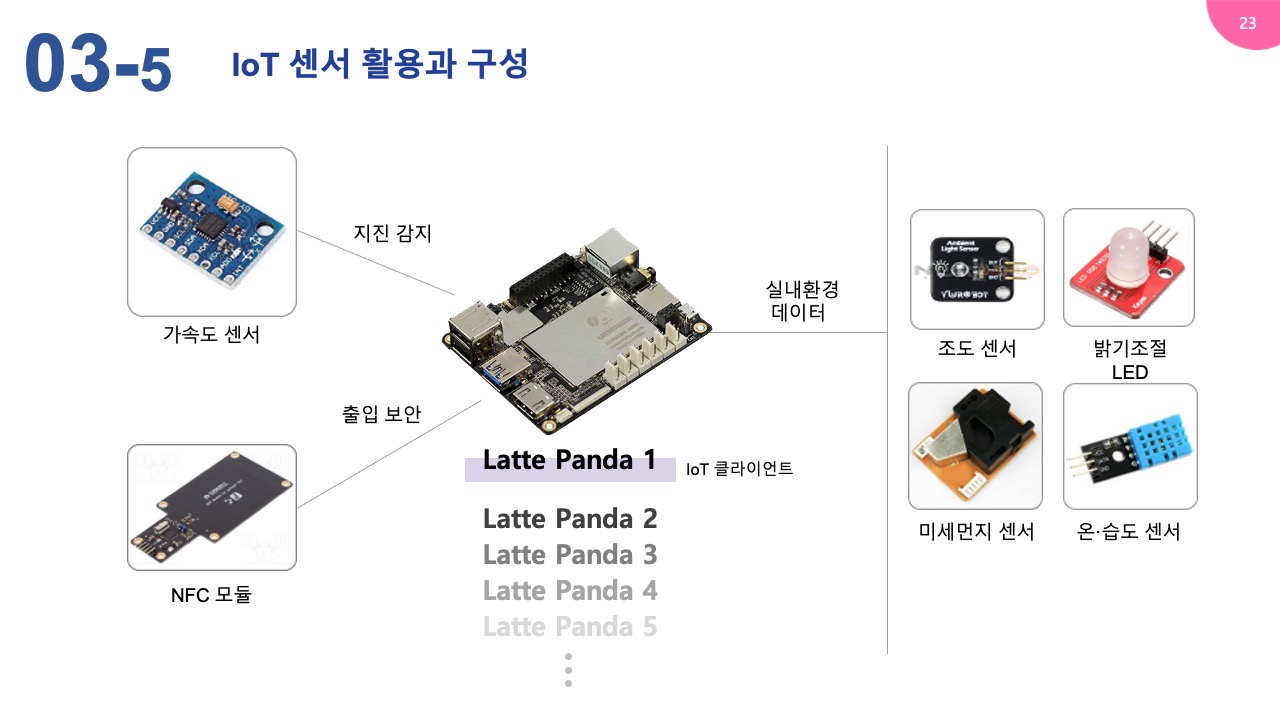 23
03-5
IoT 센서 활용과 구성
지진 감지
가속도 센서
실내환경
데이터
Ambient
Light Sensor
조도 센서
밝기조절
LED
출입 보안
Latte Panda 1
IoT 클라이언트
Latte Panda 2
Latte Panda 3
Latte Panda 4
Latte Panda 5
NFC 모듈
미세먼지 센서
온·습도 센서